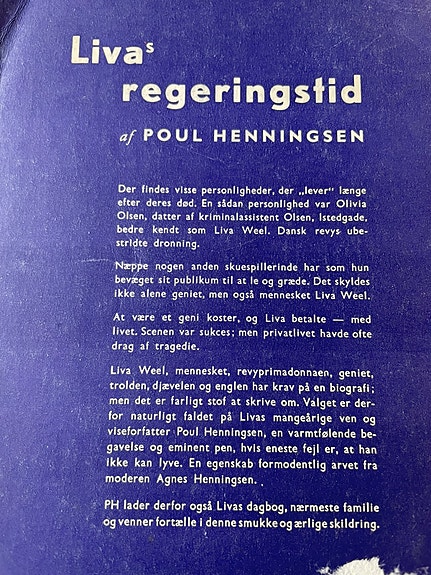 Livas
regeringstid
af POUL HENNINGSEN
Der findes visse personligheder, der „lever“ længe
efter deres død. En sådan personlighed var Olivia
Olsen, datter af kriminalassistent Olsen, Istedgade,
bedre kendt som Liva Weel. Dansk revys ube-
stridte dronning.
Næppe nogen anden skuespillerinde har som hun
bevæget sit publikum til at le og græde. Det skyldes
ikke alene geniet, men også mennesket Liva Weel.
At være et geni koster, og Liva betalte — med
livet. Scenen var sukces; men privatlivet havde ofte
drag af tragedie.
Liva Weel, mennesket, revyprimadonnaen, geniet,
trolden, djævelen og englen har krav på en biografi;
men det er farligt stof at skrive om. Valget er der-
for naturligt faldet på Livas mangeårige ven og
viseforfatter Poul Henningsen, en varmtfølende be-
gavelse og eminent pen, hvis eneste fejl er, at han
ikke kan lyve. En egenskab formodentlig arvet fra
moderen Agnes Henningsen.
PH lader derfor også Livas dagbog, nærmeste familie
og venner fortælle i denne smukke og ærlige skildring.